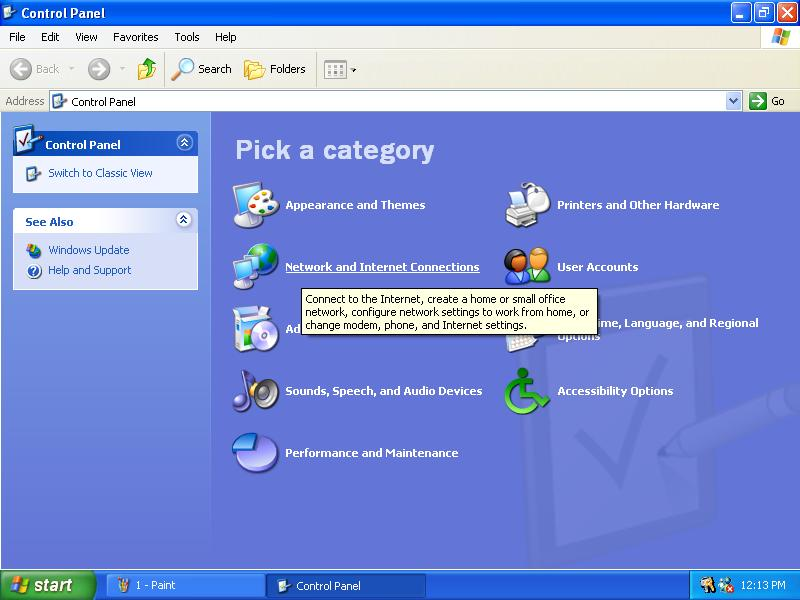 Control Panel
File Edit View Favorites Tools Help
Back Search Folders
Address Control Panel Go
Control Panel
Switch to Classic View
See Also
Windows Update
Help and Support
Pick a category
Appearance and Themes
Printers and Other Hardware
Network and Internet Connections
User Accounts
Connect to the Internet, create a home or small office
network, configure network settings to work from home, or
change modem, phone, and Internet settings.
Language, and Regional
Options
Sounds, Speech, and Audio Devices
Accessibility Options
Performance and Maintenance
start 1 - Paint Control Panel 12:13 PM